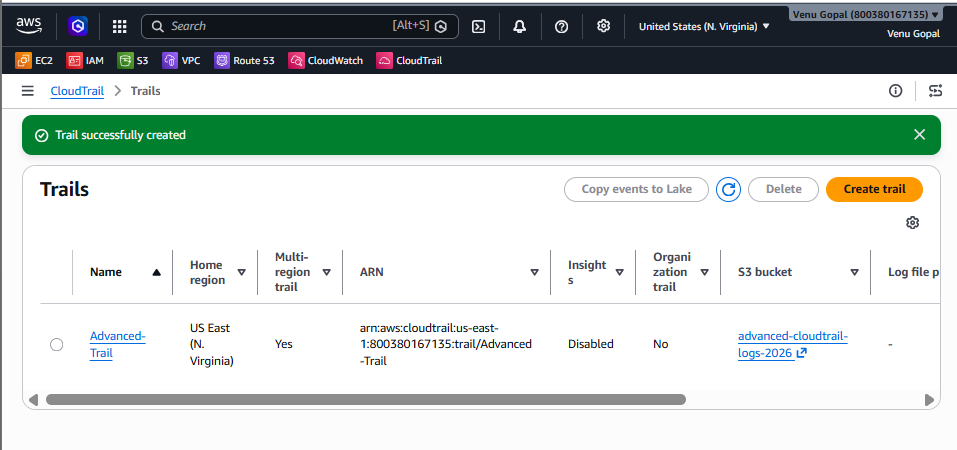 aws
Search
[Alt+S]
United States (N. Virginia)
Venu Gopal (800380167135)
Venu Gopal
EC2
IAM
S3
VPC
Route 53
CloudWatch
CloudTrail
CloudTrail > Trails
Trail successfully created
Trails
Copy events to Lake
Delete
Create trail
Name
Home
region
Multi-
region
trail
ARN
Insight
s
Organi
zation
trail
S3 bucket
Log file p
Advanced-
Trail
US East
(N.
Virginia)
Yes
arn:aws:cloudtrail:us-east-
1:800380167135:trail/Advanced
-Trail
Disabled
No
advanced-cloudtrail-
logs-2026
-